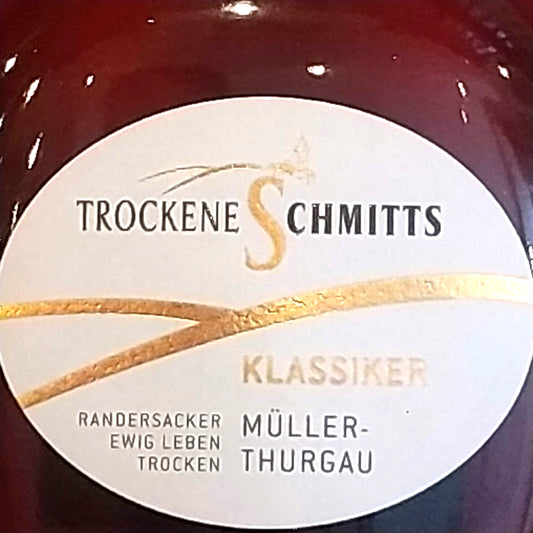 TROCKENE SCHMITTS
KLASSIKER
RANDERSACKER
EWIG LEBEN
TROCKEN
MÜLLER-
THURGAU